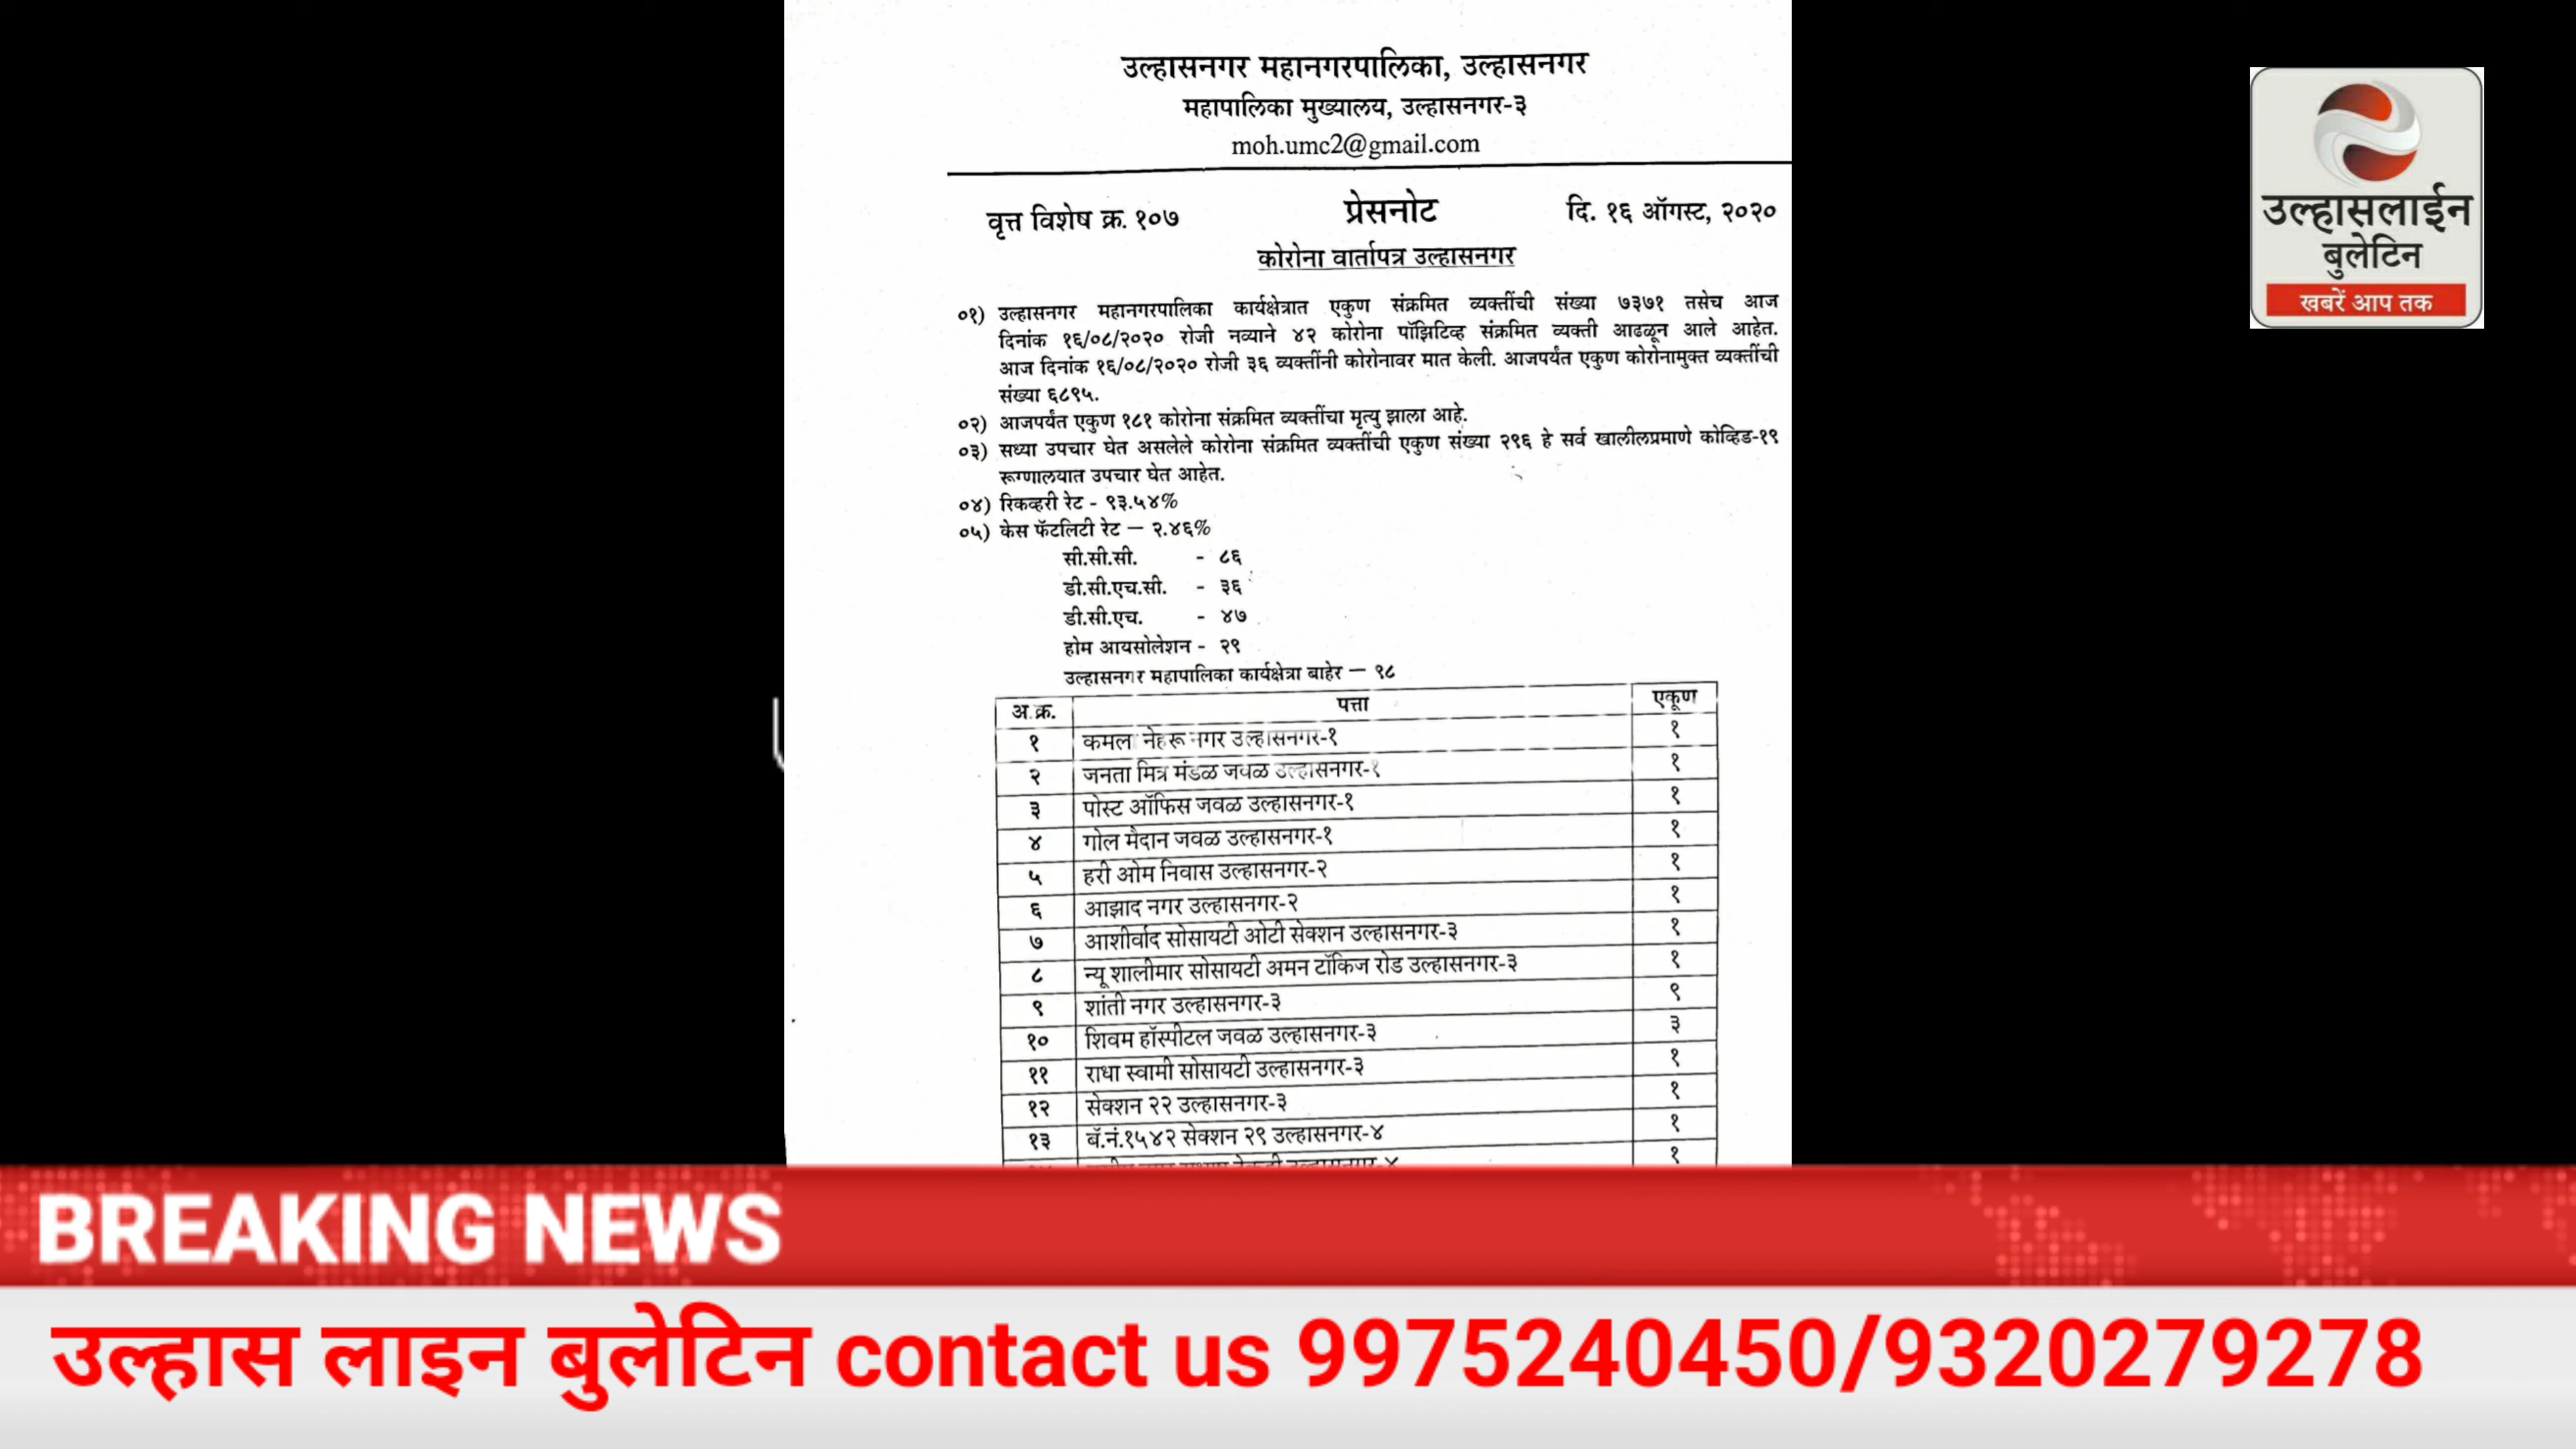 उल्हासनगर महानगरपालिका, उल्हासनगर
महापालिका मुख्यालय, उल्हासनगर-३
moh.umc2@gmail.com
वृत्त विशेष क्र. १०७ प्रेसनोट दि. १६ ऑगस्ट, २०२०
कोरोना वार्तापत्र उल्हासनगर
०१) उल्हासनगर महानगरपालिका कार्यक्षेत्रात एकुण संक्रमित व्यक्तींची संख्या ७३७१ तसेच आज
दिनांक १६/०८/२०२० रोजी नव्याने ४२ कोरोना पॉझिटिव्ह संक्रमित व्यक्ती आढळून आले आहेत.
आज दिनांक १६/०८/२०२० रोजी ३६ व्यक्तींनी कोरोनावर मात केली. आजपर्यंत एकुण कोरोनामुक्त व्यक्तींची
संख्या ६८९५.
०२) आजपर्यंत एकुण १८१ कोरोना संक्रमित व्यक्तींचा मृत्यु झाला आहे.
०३) सध्या उपचार घेत असलेले कोरोना संक्रमित व्यक्तींची एकुण संख्या २९६ हे सर्व खालीलप्रमाणे कोव्हिड-१९
रूग्णालयात उपचार घेत आहेत.
०४) रिकव्हरी रेट - ९३.५४%
०५) केस फॅटलिटी रेट – २.४६%
सी.सी.सी. - ८६
डी.सी.एच.सी. - ३६
डी.सी.एच. - ४७
होम आयसोलेशन - २९
उल्हासनगर महापालिका कार्यक्षेत्रा बाहेर – ९८
अ.क्र. पत्ता एकूण
१ कमला नेहरू नगर उल्हासनगर-१ १
२ जनता मित्र मंडळ जवळ उल्हासनगर-१ १
३ पोस्ट ऑफिस जवळ उल्हासनगर-१ १
४ गोल मैदान जवळ उल्हासनगर-१ १
५ हरी ओम निवास उल्हासनगर-२ १
६ आझाद नगर उल्हासनगर-२ १
७ आशीर्वाद सोसायटी ओटी सेक्शन उल्हासनगर-३ १
८ न्यू शालीमार सोसायटी अमन टॉकिज रोड उल्हासनगर-३ १
९ शांती नगर उल्हासनगर-३ ९
१० शिवम हॉस्पीटल जवळ उल्हासनगर-३ ३
११ राधा स्वामी सोसायटी उल्हासनगर-३ १
१२ सेक्शन २२ उल्हासनगर-३ १
१३ बॅ.नं.१५४२ सेक्शन २९ उल्हासनगर-४ १
१
उल्हासलाईन
बुलेटिन
खबरें आप तक
BREAKING NEWS
उल्हास लाइन बुलेटिन contact us 9975240450/9320279278